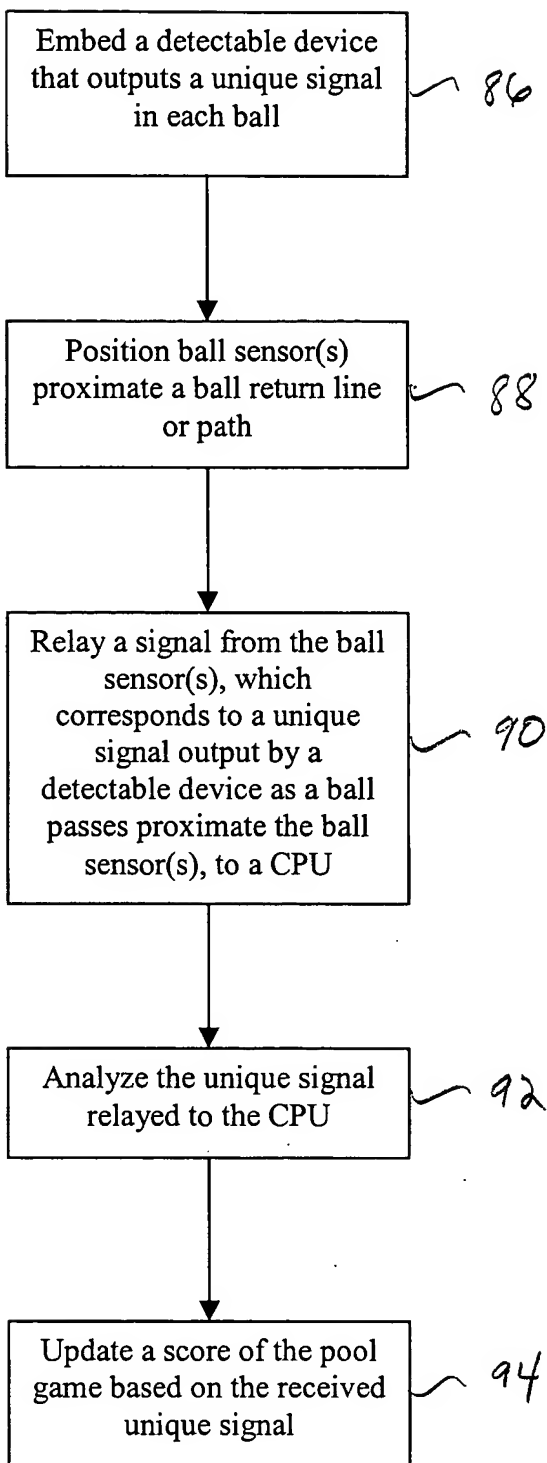 Embed a detectable device
that outputs a unique signal
in each ball
86
Position ball sensor(s)
proximate a ball return line
or path
88
Relay a signal from the ball
sensor(s), which
corresponds to a unique
signal output by a
detectable device as a ball
passes proximate the ball
sensor(s), to a CPU
90
Analyze the unique signal
relayed to the CPU
92
Update a score of the pool
game based on the received
unique signal
94